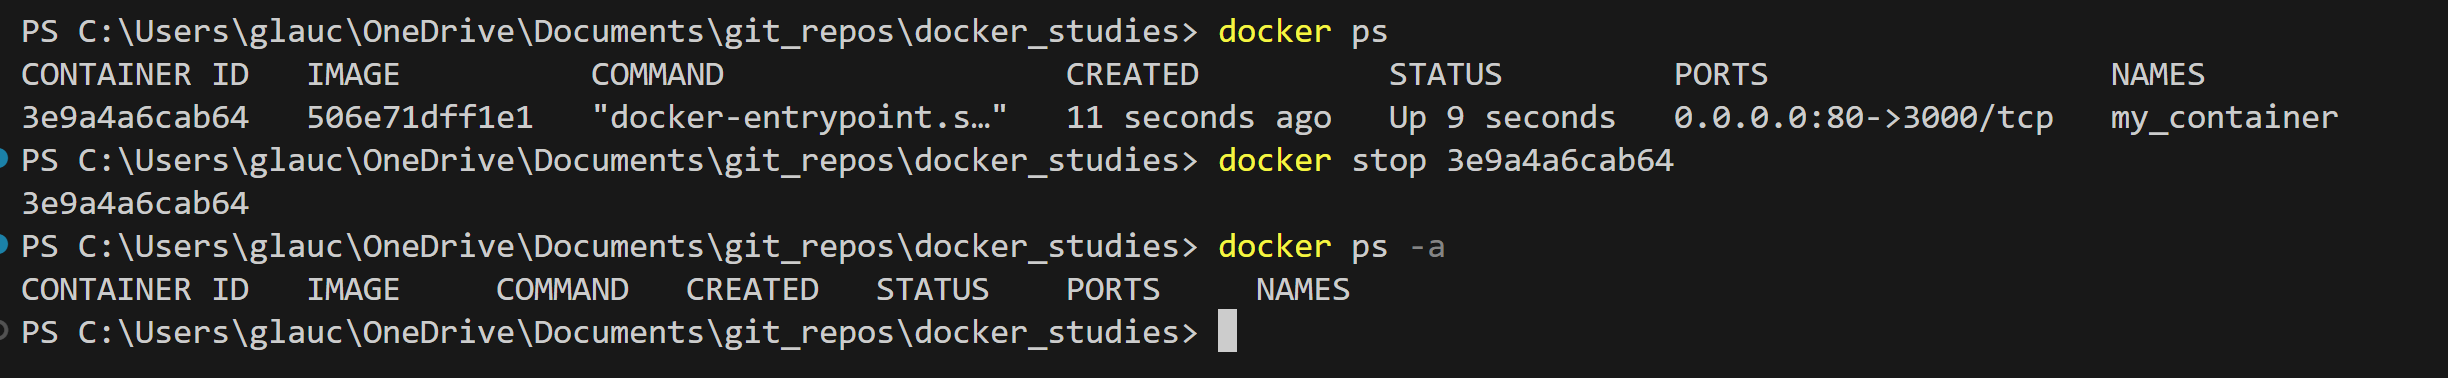 PS C:\Users\glauc\OneDrive\Documents\git_repos\docker_studies> docker ps
CONTAINER ID   IMAGE          COMMAND                  CREATED          STATUS         PORTS                  NAMES
3e9a4a6cab64   506e71dff1e1   "docker-entrypoint.s…"   11 seconds ago   Up 9 seconds   0.0.0.0:80->3000/tcp   my_container
PS C:\Users\glauc\OneDrive\Documents\git_repos\docker_studies> docker stop 3e9a4a6cab64
3e9a4a6cab64
PS C:\Users\glauc\OneDrive\Documents\git_repos\docker_studies> docker ps -a
CONTAINER ID   IMAGE     COMMAND   CREATED   STATUS    PORTS     NAMES
PS C:\Users\glauc\OneDrive\Documents\git_repos\docker_studies>